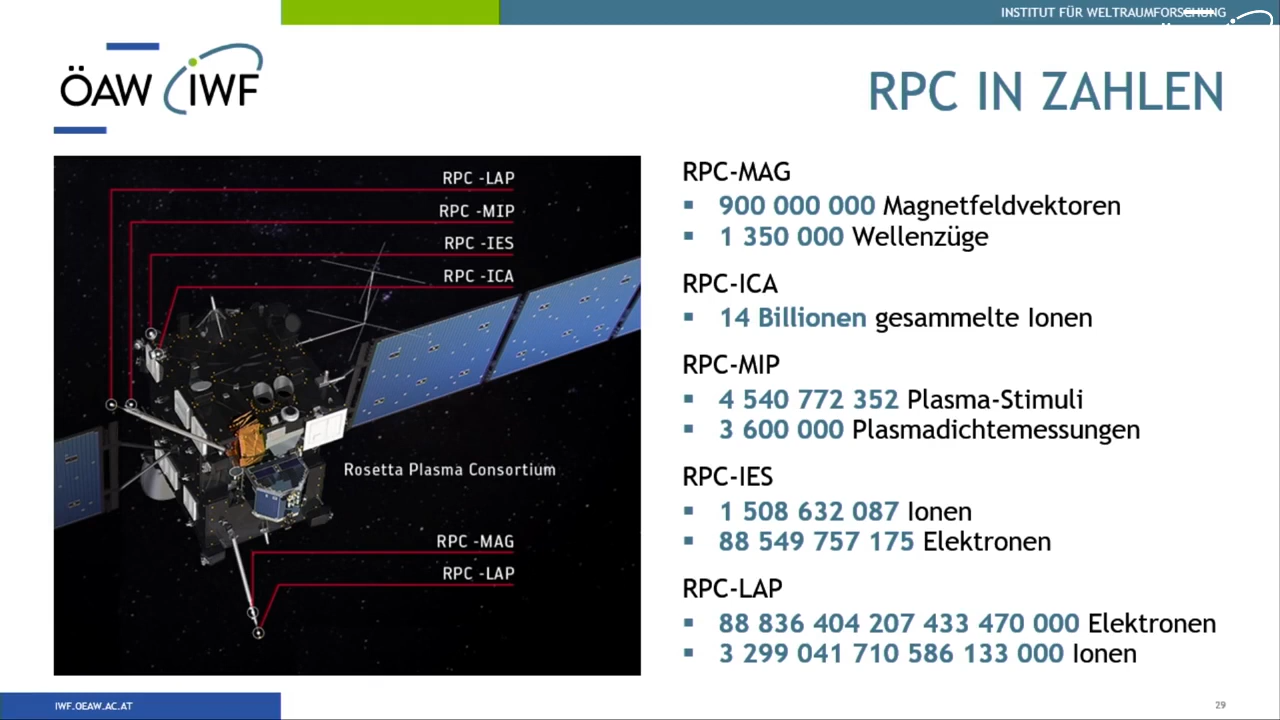 INSTITUT FÜR WELTRAUMFORSCHUNG
ÖAW IWF
RPC IN ZAHLEN
RPC -LAP
RPC -MIP
RPC -IES
RPC -ICA
Rosetta Plasma Consortium
RPC -MAG
RPC -LAP
RPC-MAG
▪ 900 000 000 Magnetfeldvektoren
▪ 1 350 000 Wellenzüge
RPC-ICA
▪ 14 Billionen gesammelte Ionen
RPC-MIP
▪ 4 540 772 352 Plasma-Stimuli
▪ 3 600 000 Plasmadichtemessungen
RPC-IES
▪ 1 508 632 087 Ionen
▪ 88 549 757 175 Elektronen
RPC-LAP
▪ 88 836 404 207 433 470 000 Elektronen
▪ 3 299 041 710 586 133 000 Ionen
IWF.OEAW.AC.AT
29